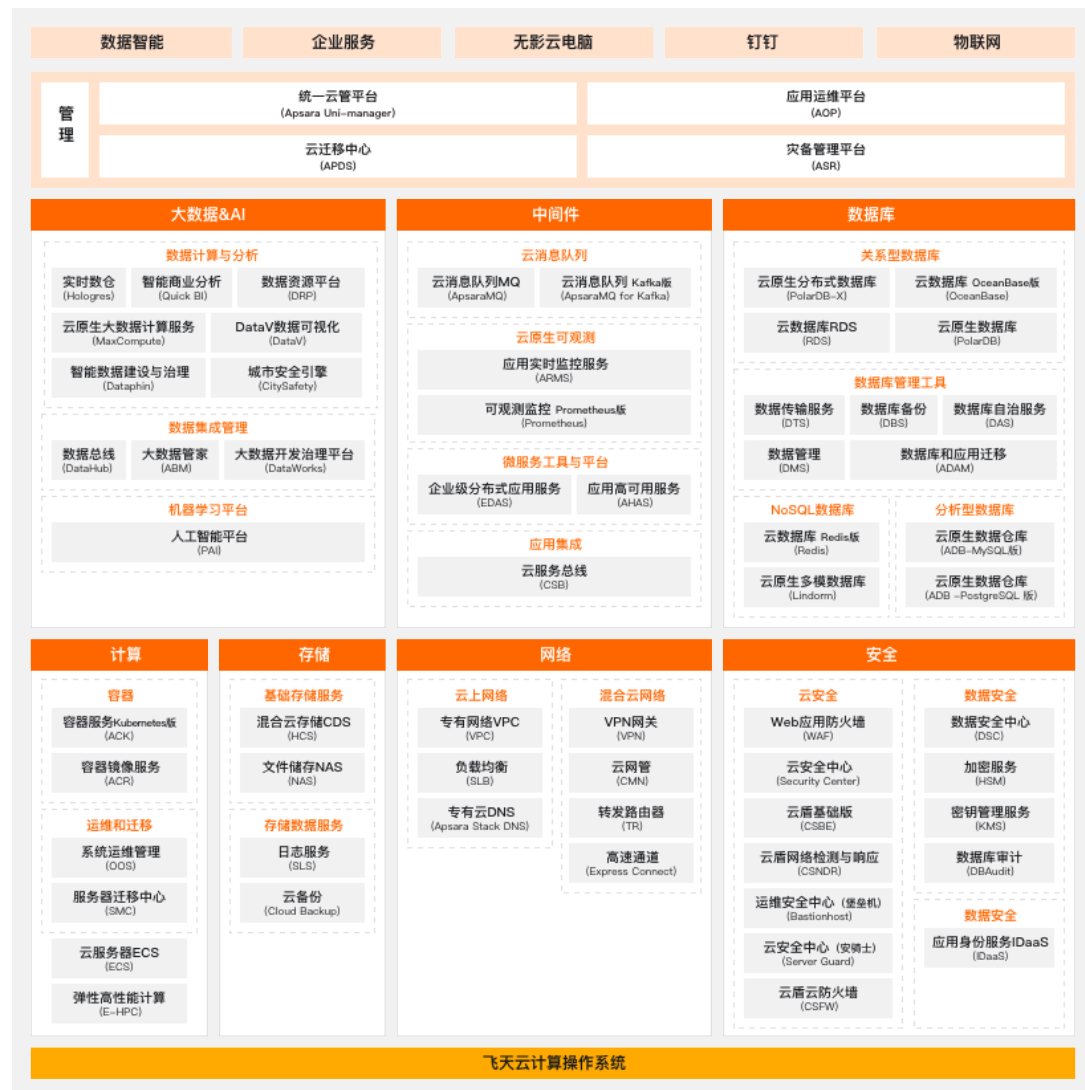 数据智能
企业服务
无影云电脑
钉钉
物联网
管理
统一云管平台
(Apsara Uni-manager)
应用运维平台
(AOP)
云迁移中心
(APDS)
灾备管理平台
(ASR)
大数据&AI
数据计算与分析
实时数仓
(Hologres)
智能商业分析
(Quick BI)
数据资源平台
(DRP)
云原生大数据计算服务
(MaxCompute)
DataV数据可视化
(DataV)
智能数据建设与治理
(Dataphin)
城市安全引擎
(CitySafety)
数据集成管理
数据总线
(DataHub)
大数据管家
(ABM)
大数据开发治理平台
(DataWorks)
机器学习平台
人工智能平台
(PAI)
中间件
云消息队列
云消息队列MQ
(ApsaraMQ)
云消息队列 Kafka版
(ApsaraMQ for Kafka)
云原生可观测
应用实时监控服务
(ARMS)
可观测监控 Prometheus版
(Prometheus)
微服务工具与平台
企业级分布式应用服务
(EDAS)
应用高可用服务
(AHAS)
应用集成
云服务总线
(CSB)
数据库
关系型数据库
云原生分布式数据库
(PolarDB-X)
云数据库 OceanBase版
(OceanBase)
云数据库RDS
(RDS)
云原生数据库
(PolarDB)
数据库管理工具
数据传输服务
(DTS)
数据库备份
(DBS)
数据库自治服务
(DAS)
数据管理
(DMS)
数据库和应用迁移
(ADAM)
NoSQL数据库
云数据库 Redis版
(Redis)
云原生多模数据库
(Lindorm)
分析型数据库
云原生数据仓库
(ADB-MySQL版)
云原生数据仓库
(ADB -PostgreSQL 版)
计算
容器
容器服务Kubernetes版
(ACK)
容器镜像服务
(ACR)
运维和迁移
系统运维管理
(OOS)
服务器迁移中心
(SMC)
云服务器ECS
(ECS)
弹性高性能计算
(E-HPC)
存储
基础存储服务
混合云存储CDS
(HCS)
文件储存NAS
(NAS)
存储数据服务
日志服务
(SLS)
云备份
(Cloud Backup)
网络
云上网络
专有网络VPC
(VPC)
负载均衡
(SLB)
专有云DNS
(Apsara Stack DNS)
混合云网络
VPN网关
(VPN)
云网管
(CMN)
转发路由器
(TR)
高速通道
(Express Connect)
安全
云安全
Web应用防火墙
(WAF)
云安全中心
(Security Center)
云盾基础版
(CSBE)
云盾网络检测与响应
(CSNDR)
运维安全中心（堡垒机）
(Bastionhost)
云安全中心（安骑士）
(Server Guard)
云盾云防火墙
(CSFW)
数据安全
数据安全中心
(DSC)
加密服务
(HSM)
密钥管理服务
(KMS)
数据库审计
(DBAudit)
数据安全
应用身份服务IDaaS
(IDaaS)
飞天云计算操作系统